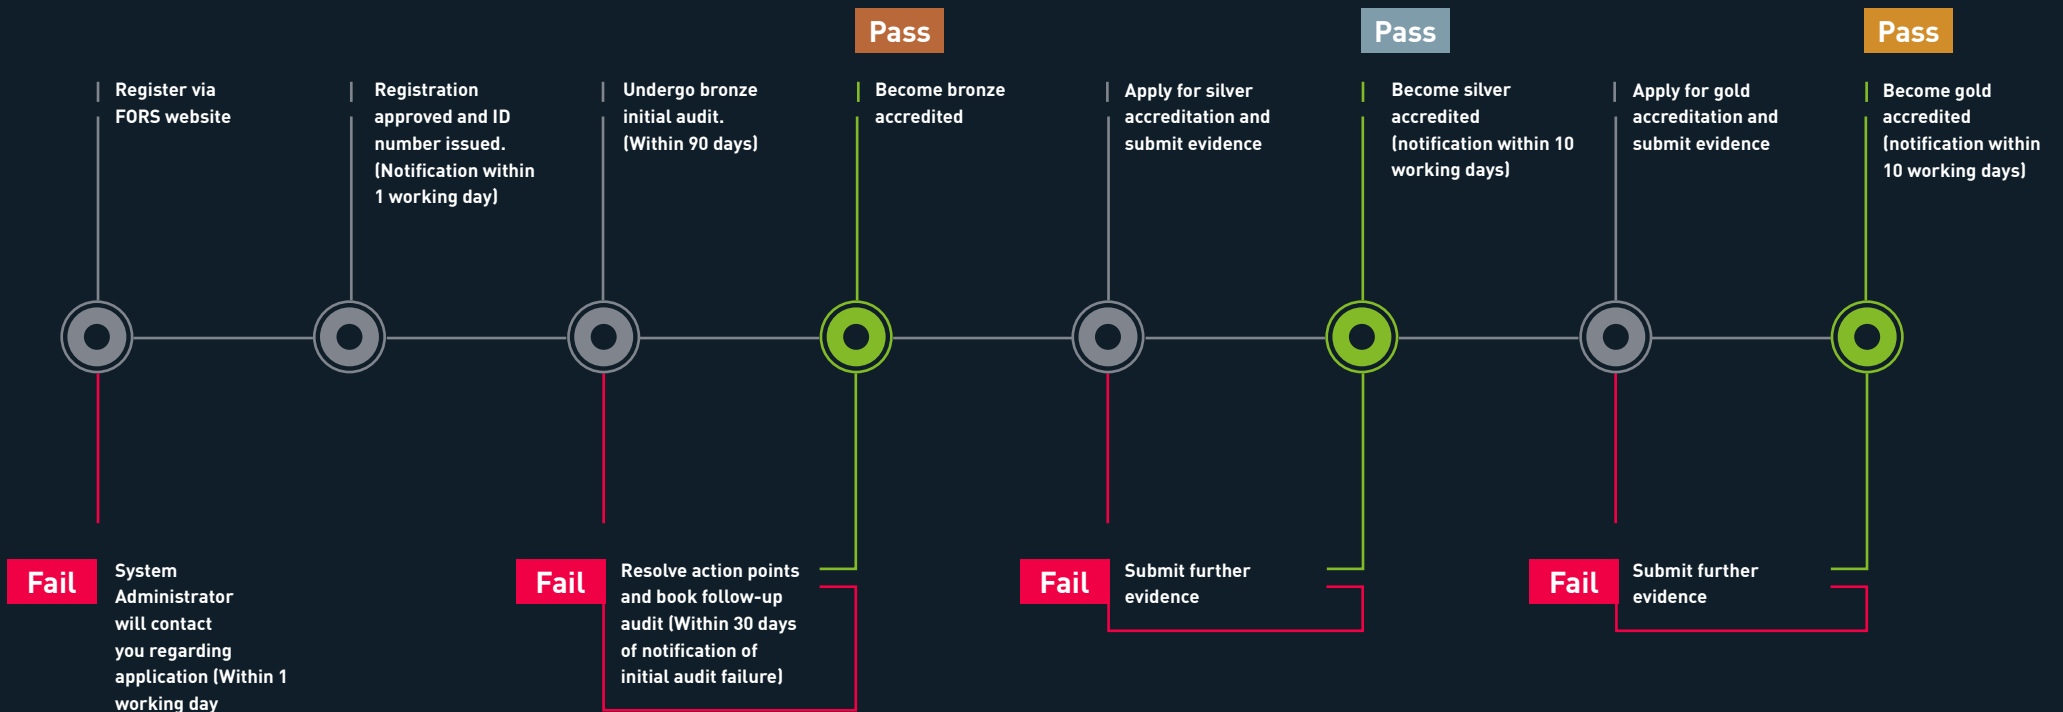 Pass
Pass
Pass
Register via
FORS website
Registration
approved and ID
number issued.
(Notification within
1 working day)
Undergo bronze
initial audit.
(Within 90 days)
Become bronze
accredited
Apply for silver
accreditation and
submit evidence
Become silver
accredited
(notification within 10
working days)
Apply for gold
accreditation and
submit evidence
Become gold
accredited
(notification within
10 working days)
Fail
System
Administrator
will contact
you regarding
application (Within 1
working day
Fail
Resolve action points
and book follow-up
audit (Within 30 days
of notification of
initial audit failure)
Fail
Submit further
evidence
Fail
Submit further
evidence